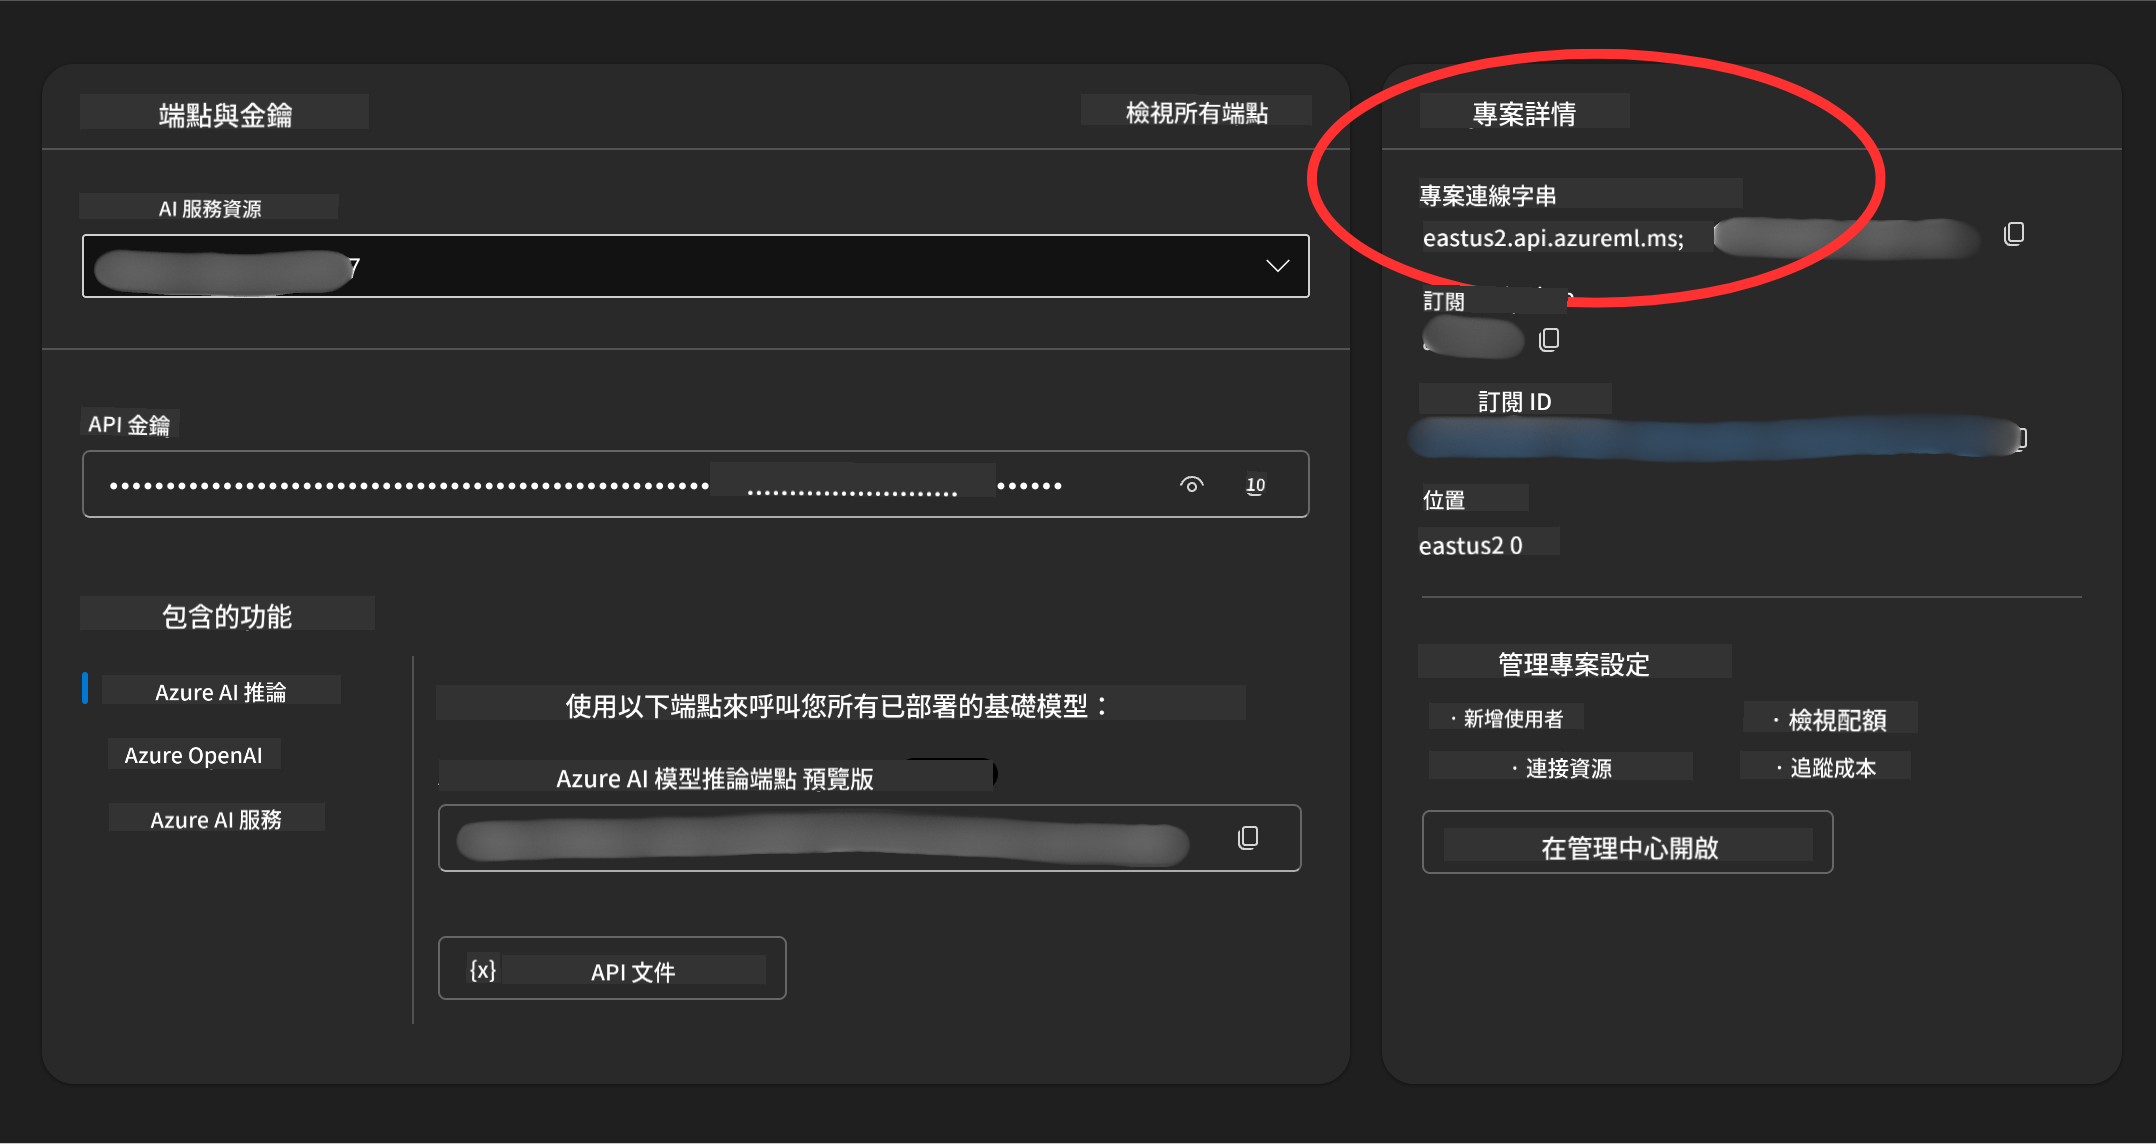 端點與金鑰
檢視所有端點
AI 服務資源
7
API 金鑰
10
包含的功能
Azure AI 推論
Azure OpenAI
Azure AI 服務
使用以下端點來呼叫您所有已部署的基礎模型：
Azure AI 模型推論端點 預覽版
{x} API 文件
專案詳情
專案連線字串
eastus2.api.azureml.ms;
訂閱
訂閱 ID
位置
eastus2 0
管理專案設定
· 新增使用者
· 檢視配額
· 連接資源
· 追蹤成本
在管理中心開啟